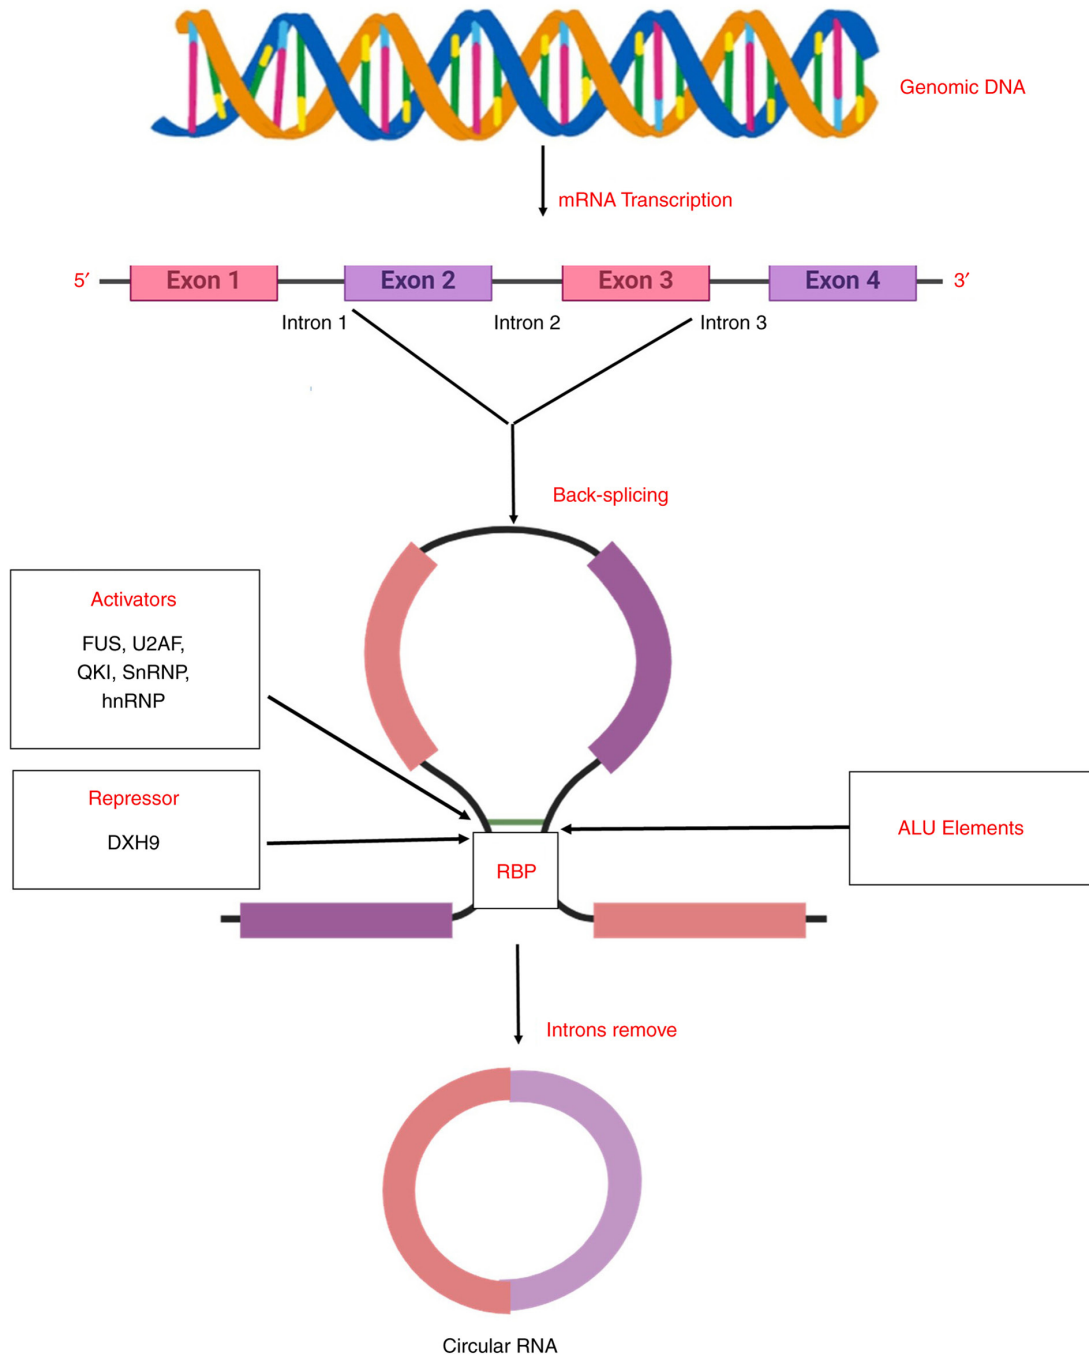 Genomic DNA
mRNA Transcription
5′ Exon 1 Exon 2 Exon 3 Exon 4 3′
Intron 1 Intron 2 Intron 3
Back-splicing
Activators
FUS, U2AF,
QKI, SnRNP,
hnRNP
Repressor
DXH9
ALU Elements
RBP
Introns remove
Circular RNA